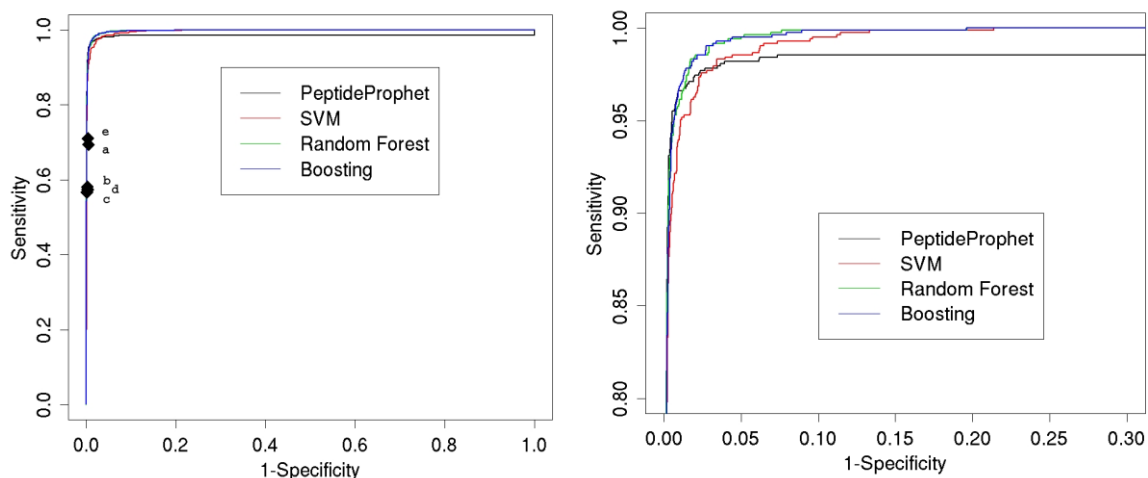 1.0
0.8
0.6
0.4
0.2
0.0
Sensitivity
e
a
b
d
c
PeptideProphet
SVM
Random Forest
Boosting
0.0 0.2 0.4 0.6 0.8 1.0
1-Specificity
1.00
0.95
0.90
0.85
0.80
Sensitivity
PeptideProphet
SVM
Random Forest
Boosting
0.00 0.05 0.10 0.15 0.20 0.25 0.30
1-Specificity